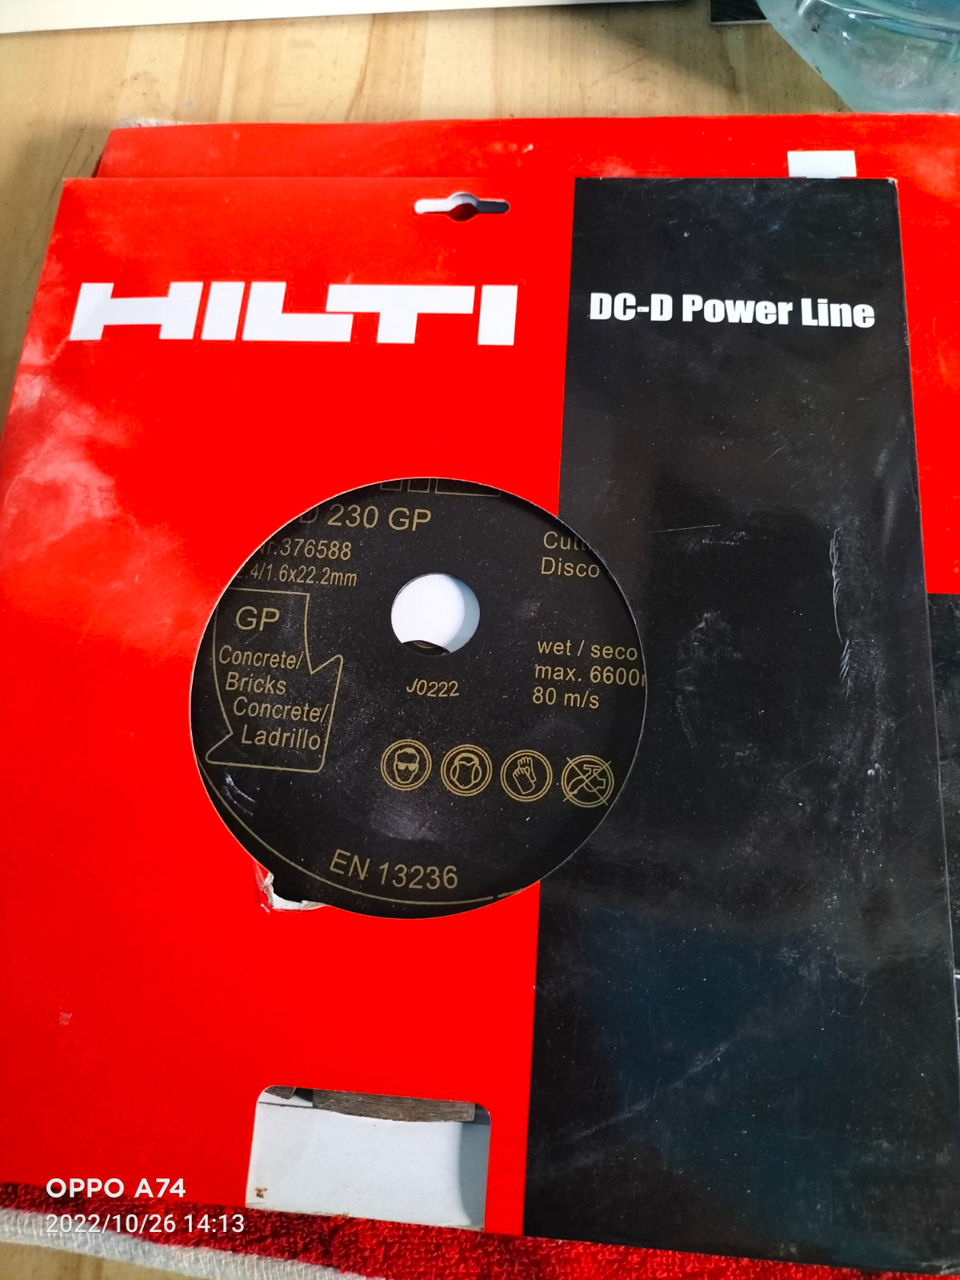 HILTI
DC-D Power Line
230 GP
376588
/1.6x22.2mm
GP
Concrete/
Bricks
Concrete/
Ladrillo
Disco
wet /
max. 6600
80 m/s
J0222
EN 13236
OPPO A74
2022/10/26 14:13